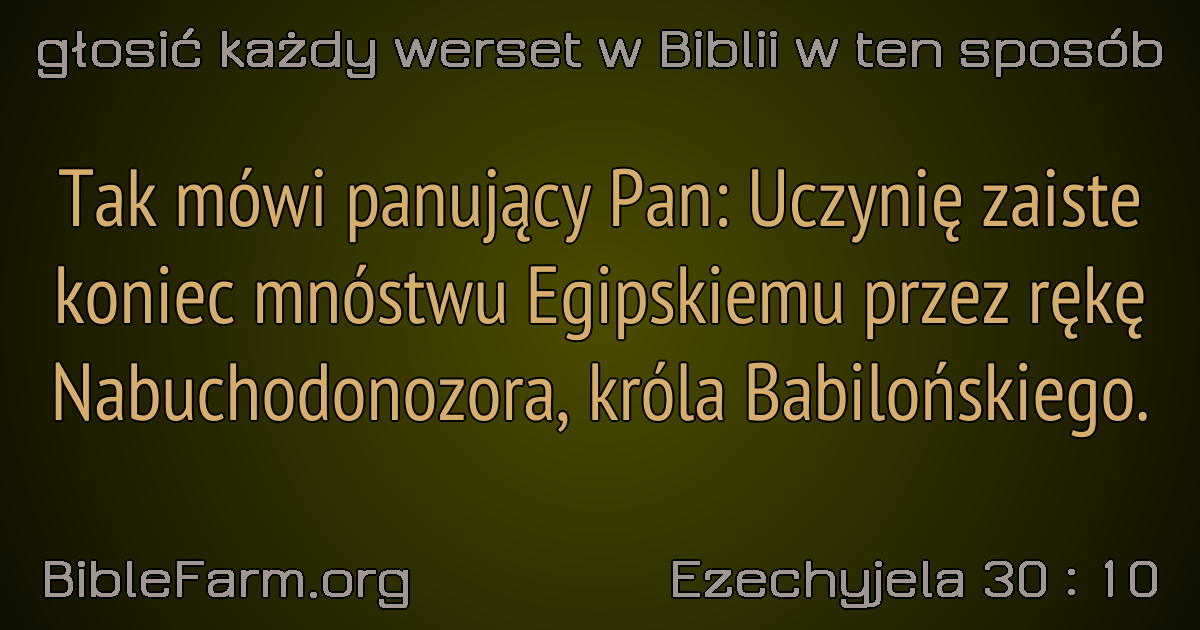 głosić każdy werset w Biblii w ten sposób
Tak mówi panujący Pan: Uczynię zaiste
koniec mnóstwu Egipskiemu przez rękę
Nabuchodonozora, króla Babilońskiego.
BibleFarm.org
Ezechyjela 30 : 10